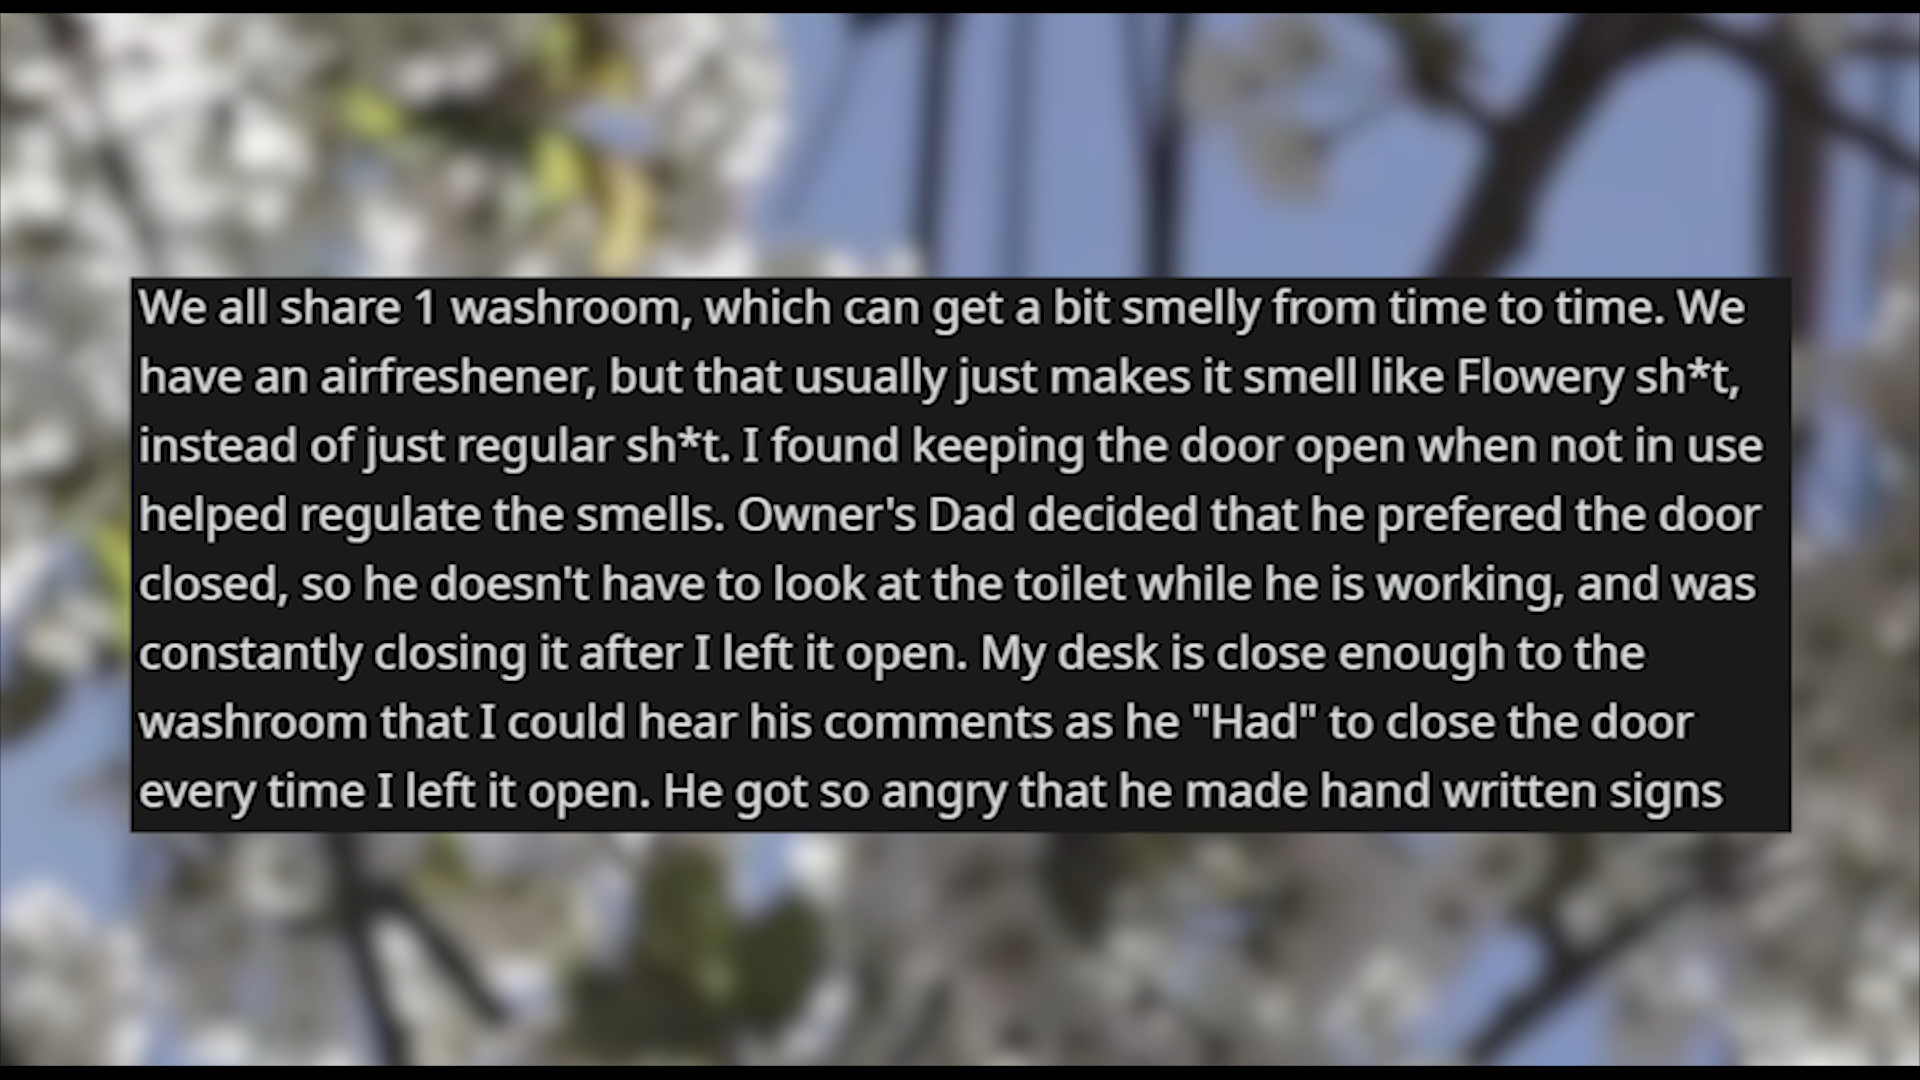 We all share 1 washroom, which can get a bit smelly from time to time. We
have an airfreshener, but that usually just makes it smell like Flowery sh*t,
instead of just regular sh*t. I found keeping the door open when not in use
helped regulate the smells. Owner's Dad decided that he prefered the door
closed, so he doesn't have to look at the toilet while he is working, and was
constantly closing it after I left it open. My desk is close enough to the
washroom that I could hear his comments as he "Had" to close the door
every time I left it open. He got so angry that he made hand written signs